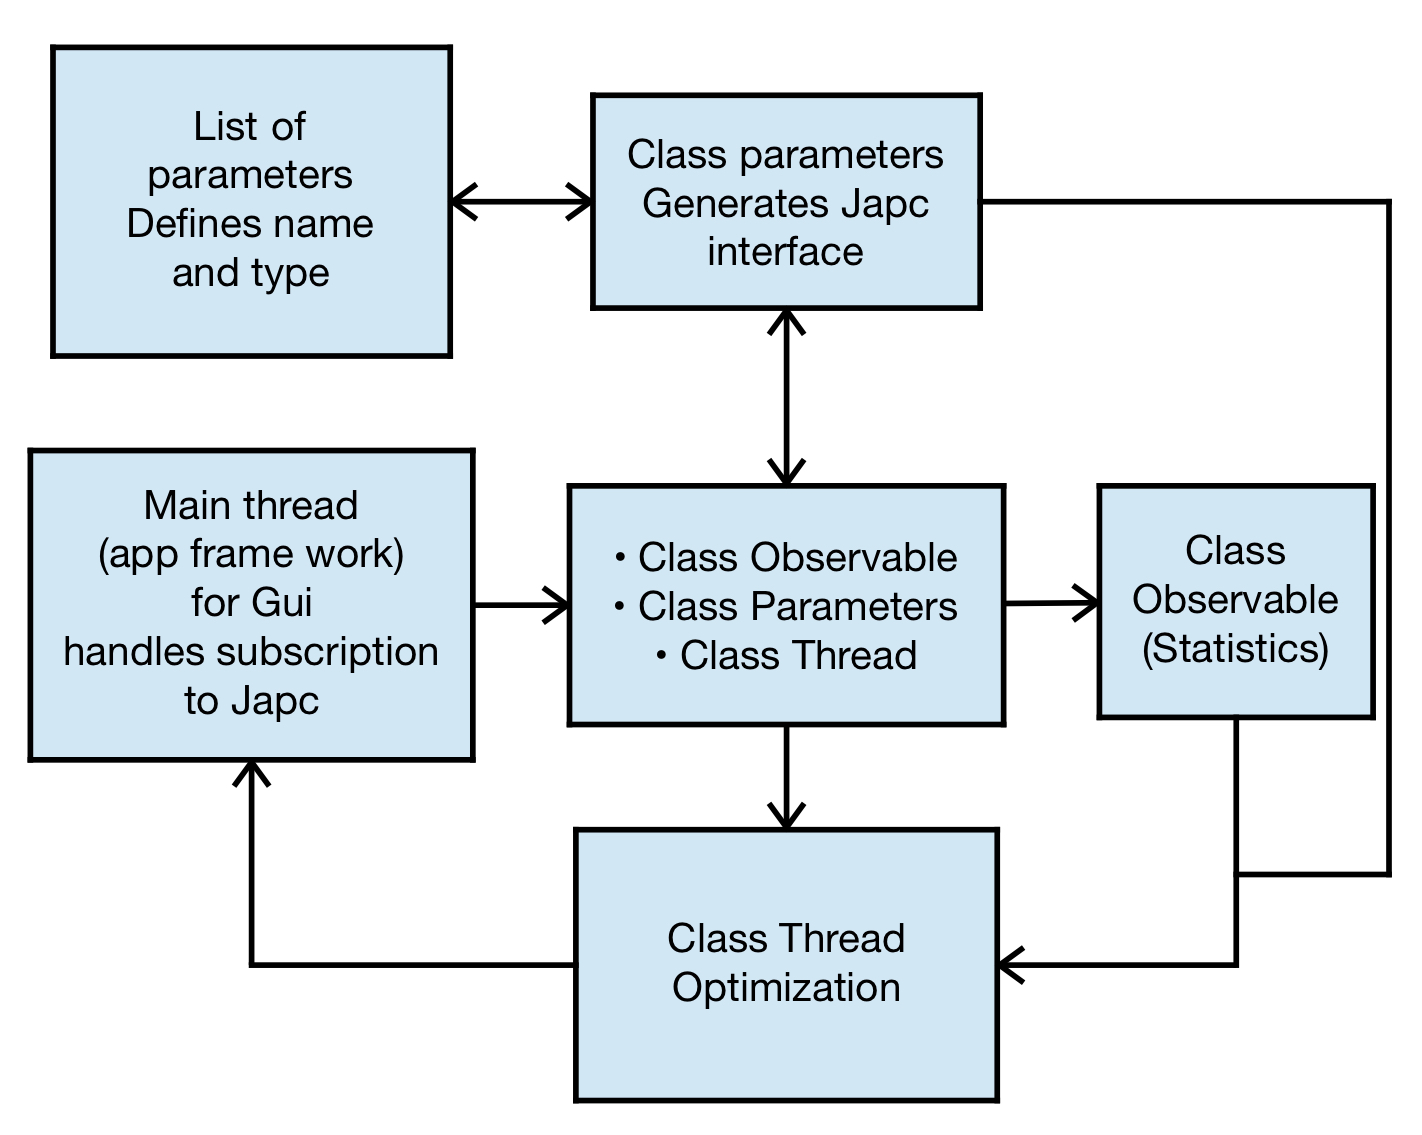 List of
parameters
Defines name
and type
Class parameters
Generates Japc
interface
Main thread
(app frame work)
for Gui
handles subscription
to Japc
• Class Observable
• Class Parameters
• Class Thread
Class
Observable
(Statistics)
Class Thread
Optimization